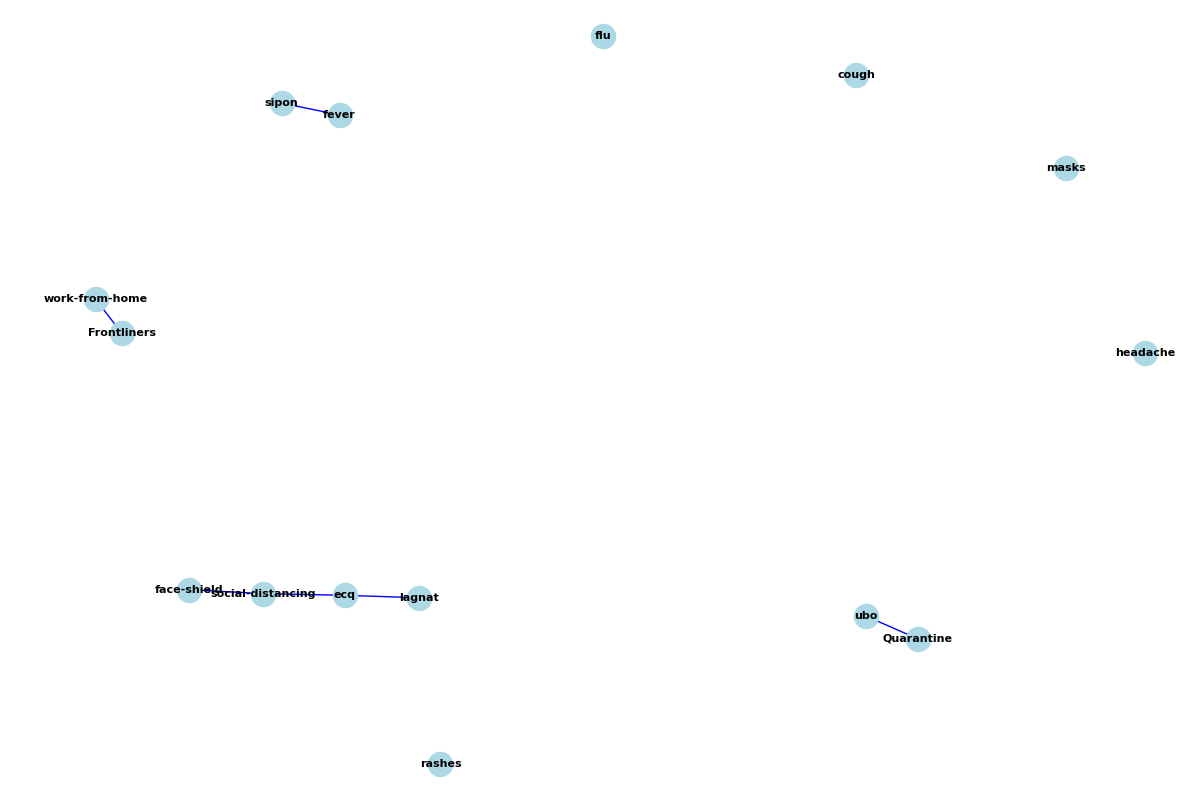 flu
cough
sipon
fever
masks
work-from-home
Frontliners
headache
face-shield
social-distancing
ecq
lagnat
ubo
Quarantine
rashes